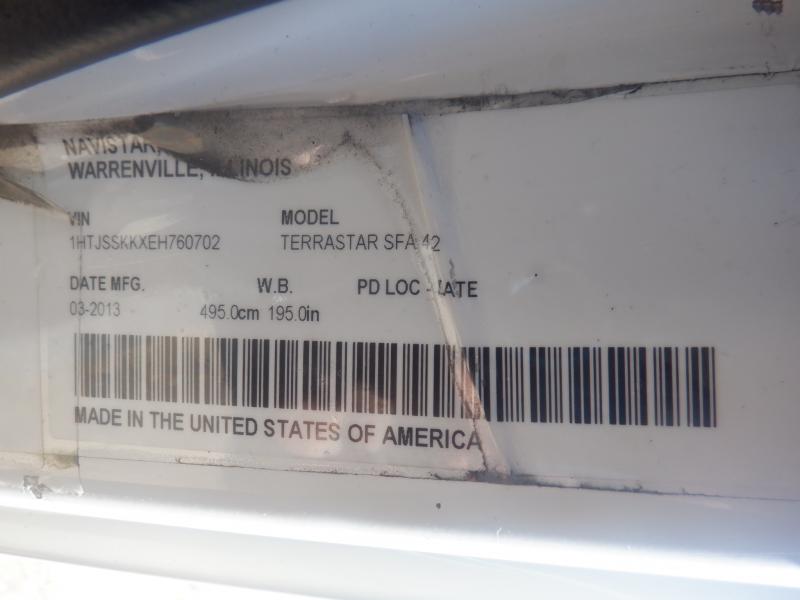 NAVISTAR,
WARRENVILLE, ILLINOIS
VIN MODEL
1HTJSSKKXEH760702 TERRASTAR SFA 42
DATE MFG. W.B. PD LOC -
03-2013 495.0cm 195.0in
MADE IN THE UNITED STATES OF AMERICA